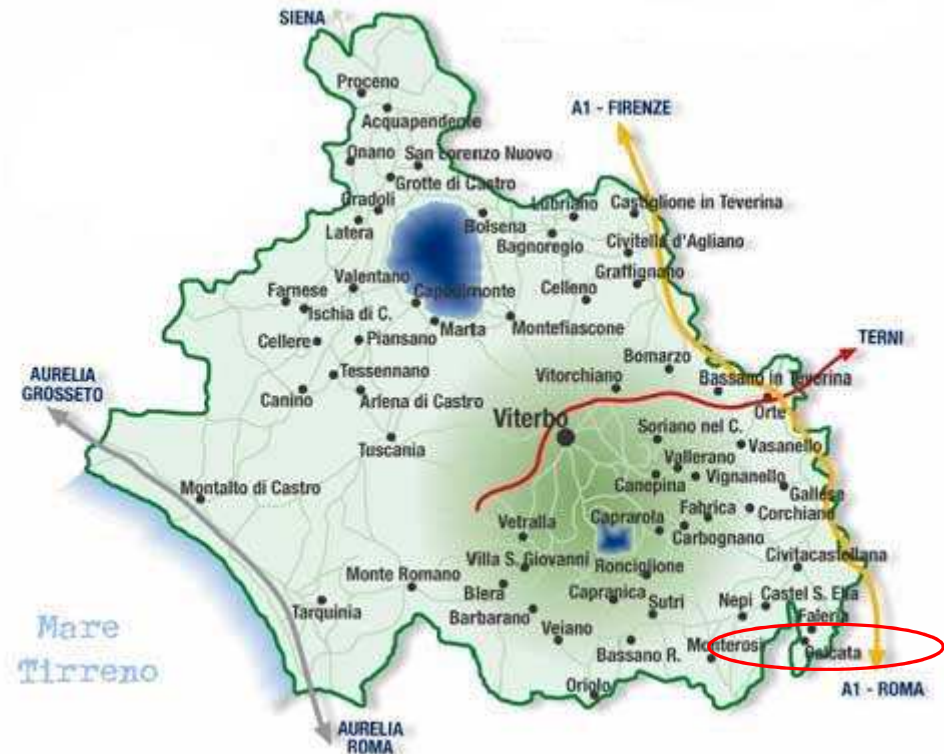 SIENA
Proceno
A1 - FIRENZE
Acquapendente
Onano
San Lorenzo Nuovo
Grotte di Castro
Gradoli
Latera
Bolsena
Lubriano
Castiglione in Teverina
Bagnoregio
Civitella d'Agliano
Graffignano
Valentano
Farnese
Capodimonte
Celleno
Ischia di C.
Cellere
Piansano
Marta
Montefiascone
TERNI
Bomarzo
AURELIA
GROSSETO
Tessennano
Vitorchiano
Bassano in Teverina
Canino
Arlena di Castro
Orte
Viterbo
Soriano nel C.
Tuscania
Vasanello
Vallerano
Montalto di Castro
Canepina
Vignanello
Gallese
Vetralla
Caprarola
Fabrica
Corchiano
Carbognano
Villa S. Giovanni
Ronciglione
Civitacastellana
Monte Romano
Blera
Capranica
Nepi
Castel S. Elia
Tarquinia
Barbarano
Sutri
Faleria
Mare
Tirreno
Veiano
Bassano R.
Monterosi
Calcata
Oriolo
A1 - ROMA
AURELIA
ROMA